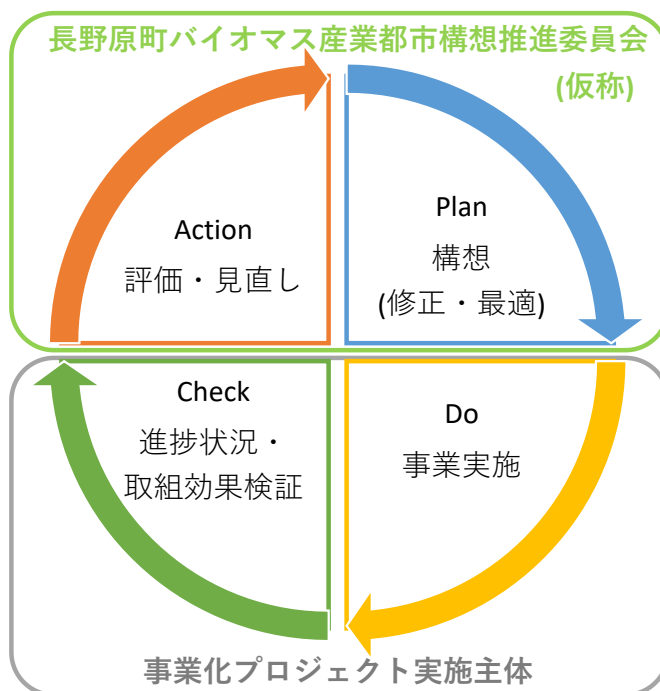 長野原町バイオマス産業都市構想推進委員会
(仮称)
Action
評価・見直し
Plan
構想
(修正・最適)
Check
進捗状況・
取組効果検証
Do
事業実施
事業化プロジェクト実施主体